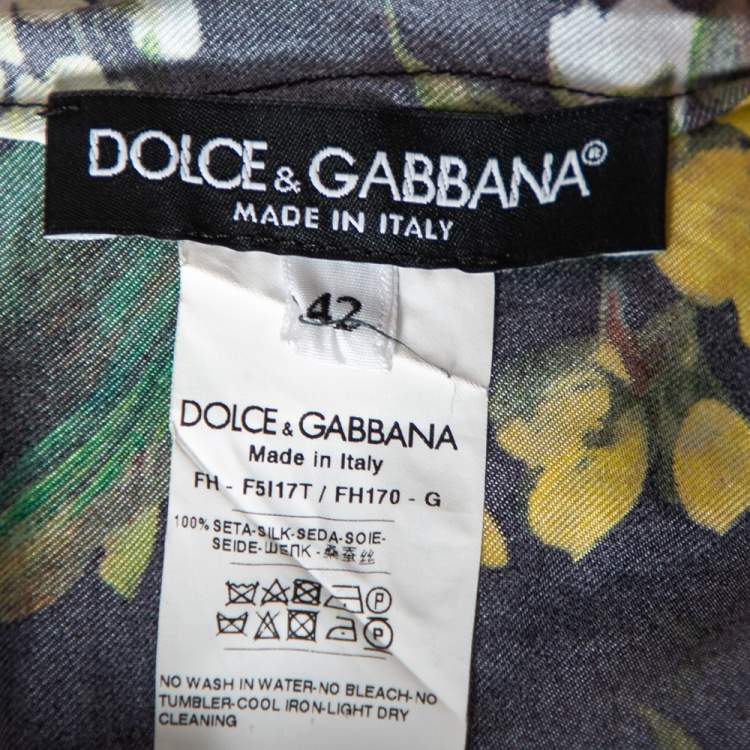 DOLCE & GABBANA®
MADE IN ITALY
42
DOLCE & GABBANA
Made in Italy
FH - F5I17T / FH170 - G
100% SETA-SILK-SEDA-SOIE-
SEIDE-ШЕПК-桑蚕丝
P
P
NO WASH IN WATER-NO BLEACH-NO
TUMBLER-COOL IRON-LIGHT DRY
CLEANING